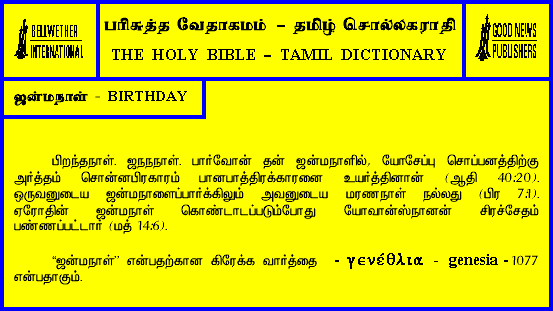 BELLWETHER
INTERNATIONAL
பரிசுத்த வேதாகமம் – தமிழ் சொல்லகராதி
THE HOLY BIBLE – TAMIL DICTIONARY
GOOD NEWS
PUBLISHERS
ஜன்மநாள் - BIRTHDAY
பிறந்தநாள். ஜநநநாள். பார்வோன் தன் ஜன்மநாளில், யோசேப்பு சொப்பனத்திற்கு
அர்த்தம் சொன்னபிரகாரம் பானபாத்திரக்காரனை உயர்த்தினான் (ஆதி 40:20).
ஒருவனுடைய ஜன்மநாளைப்பார்க்கிலும் அவனுடைய மரணநாள் நல்லது (பிர 7:1).
ஏரோதின் ஜன்மநாள் கொண்டாடப்படும்போது யோவான்ஸ்நானன் சிரச்சேதம்
பண்ணப்பட்டார் (மத் 14:6).
“ஜன்மநாள்” என்பதற்கான கிரேக்க வார்த்தை - γενέθλια - genesia - 1077
என்பதாகும்.